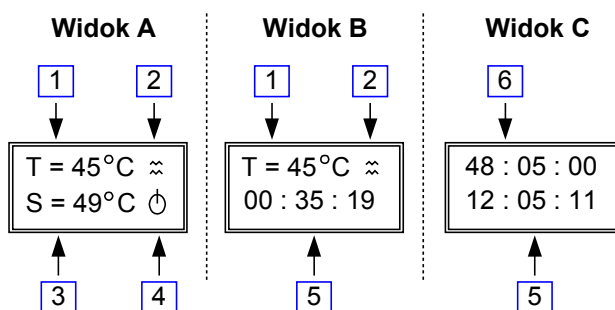 Widok A Widok B Widok C
1 2 1 2 6
T = 45°C T = 45°C 48 : 05 : 00
S = 49°C 00 : 35 : 19 12 : 05 : 11
3 4 5 5